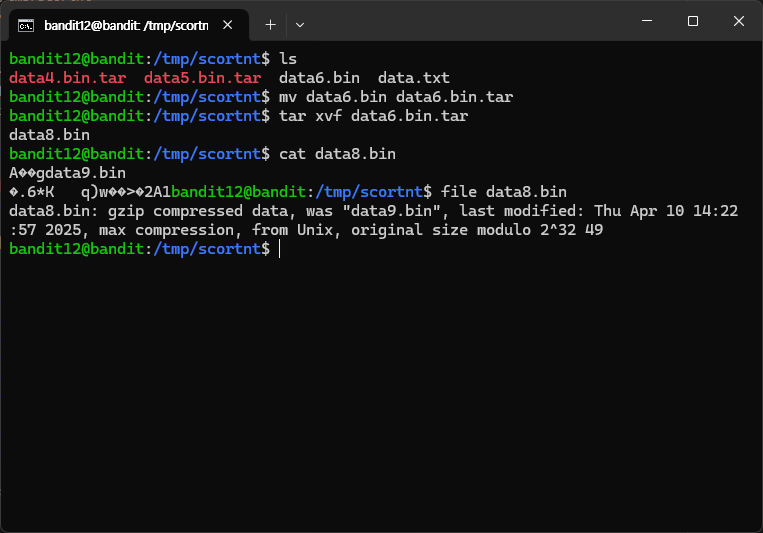 bandit12@bandit: /tmp/scortn
bandit12@bandit:/tmp/scortnt$ ls
data4.bin.tar  data5.bin.tar  data6.bin  data.txt
bandit12@bandit:/tmp/scortnt$ mv data6.bin data6.bin.tar
bandit12@bandit:/tmp/scortnt$ tar xvf data6.bin.tar
data8.bin
bandit12@bandit:/tmp/scortnt$ cat data8.bin
A��gdata9.bin
�.6*K   q)w��>�2A1bandit12@bandit:/tmp/scortnt$ file data8.bin
data8.bin: gzip compressed data, was "data9.bin", last modified: Thu Apr 10 14:22
:57 2025, max compression, from Unix, original size modulo 2^32 49
bandit12@bandit:/tmp/scortnt$